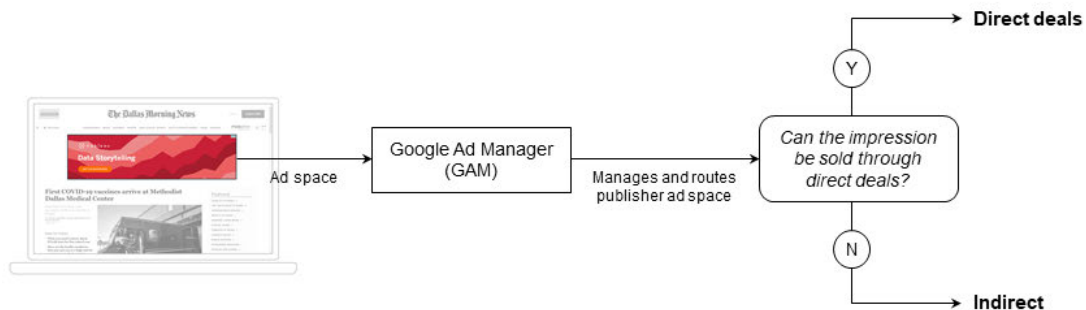 Direct deals
Y
The Dallas Morning News
Data Storytelling
First COVID-19 vaccines arrive at Methodist
Dallas Medical Center
Ad space
Google Ad Manager
(GAM)
Manages and routes
publisher ad space
Can the impression
be sold through
direct deals?
N
Indirect